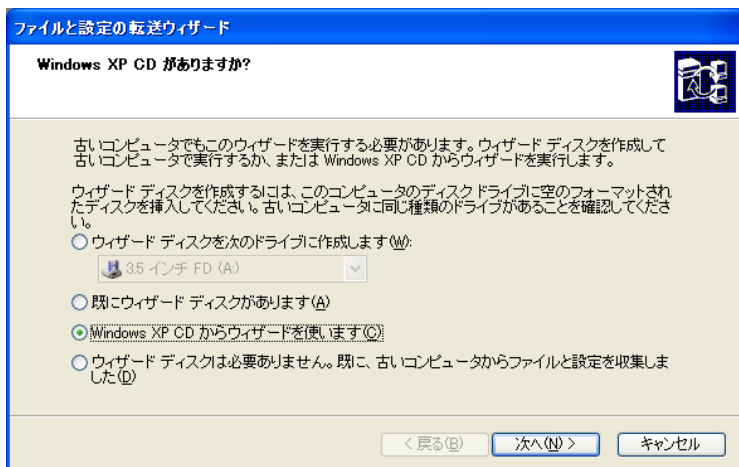 ファイルと設定の転送ウィザード
Windows XP CD がありますか?
古いコンピュータでもこのウィザードを実行する必要があります。ウィザード ディスクを作成して
古いコンピュータで実行するか、または Windows XP CD からウィザードを実行します。
ウィザード ディスクを作成するには、このコンピュータのディスク ドライブに空のフォーマットされ
たディスクを挿入してください。古いコンピュータに同じ種類のドライブがあることを確認してくださ
い。
ウィザード ディスクを次のドライブに作成します(W):
3.5 インチ FD (A:)
既にウィザード ディスクがあります(A)
Windows XP CD からウィザードを使います(C)
ウィザード ディスクは必要ありません。既に、古いコンピュータからファイルと設定を収集しま
した(D)
< 戻る(B) 次へ(N) > キャンセル